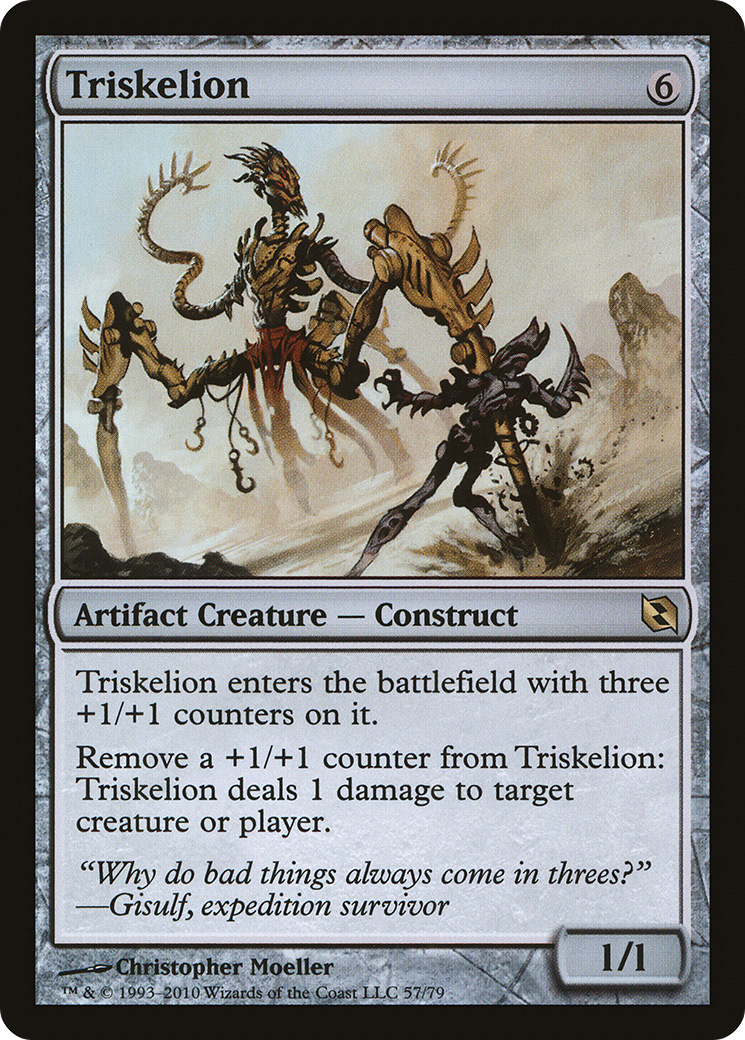 Triskelion
6
Artifact Creature — Construct
Triskelion enters the battlefield with three
+1/+1 counters on it.
Remove a +1/+1 counter from Triskelion:
Triskelion deals 1 damage to target
creature or player.
“Why do bad things always come in threes?”
—Gisulf, expedition survivor
1/1
Christopher Moeller
™ & © 1993–2010 Wizards of the Coast LLC 57/79